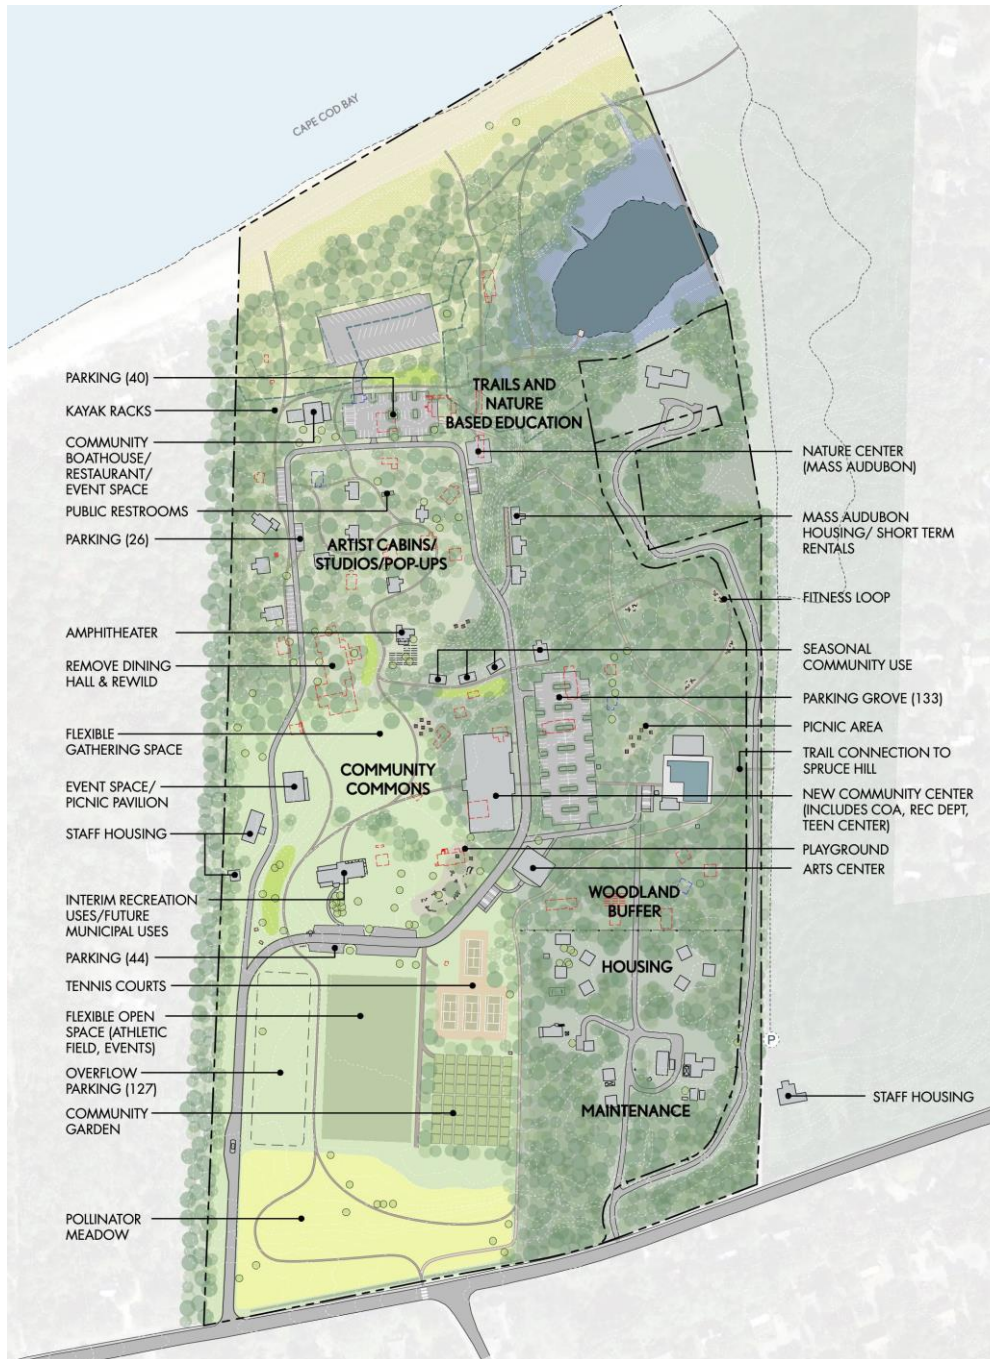 CAPE COD BAY
PARKING (40)
KAYAK RACKS
COMMUNITY
BOATHOUSE/
RESTAURANT/
EVENT SPACE
PUBLIC RESTROOMS
PARKING (26)
AMPHITHEATER
REMOVE DINING
HALL & REWILD
FLEXIBLE
GATHERING SPACE
EVENT SPACE/
PICNIC PAVILION
STAFF HOUSING
INTERIM RECREATION
USES/FUTURE
MUNICIPAL USES
PARKING (44)
TENNIS COURTS
FLEXIBLE OPEN
SPACE (ATHLETIC
FIELD, EVENTS)
OVERFLOW
PARKING (127)
COMMUNITY
GARDEN
POLLINATOR
MEADOW
TRAILS AND
NATURE
BASED EDUCATION
ARTIST CABINS/
STUDIOS/POP-UPS
COMMUNITY
COMMONS
WOODLAND
BUFFER
HOUSING
MAINTENANCE
NATURE CENTER
(MASS AUDUBON)
MASS AUDUBON
HOUSING/ SHORT TERM
RENTALS
FITNESS LOOP
SEASONAL
COMMUNITY USE
PARKING GROVE (133)
PICNIC AREA
TRAIL CONNECTION TO
SPRUCE HILL
NEW COMMUNITY CENTER
(INCLUDES COA, REC DEPT,
TEEN CENTER)
PLAYGROUND
ARTS CENTER
P
STAFF HOUSING